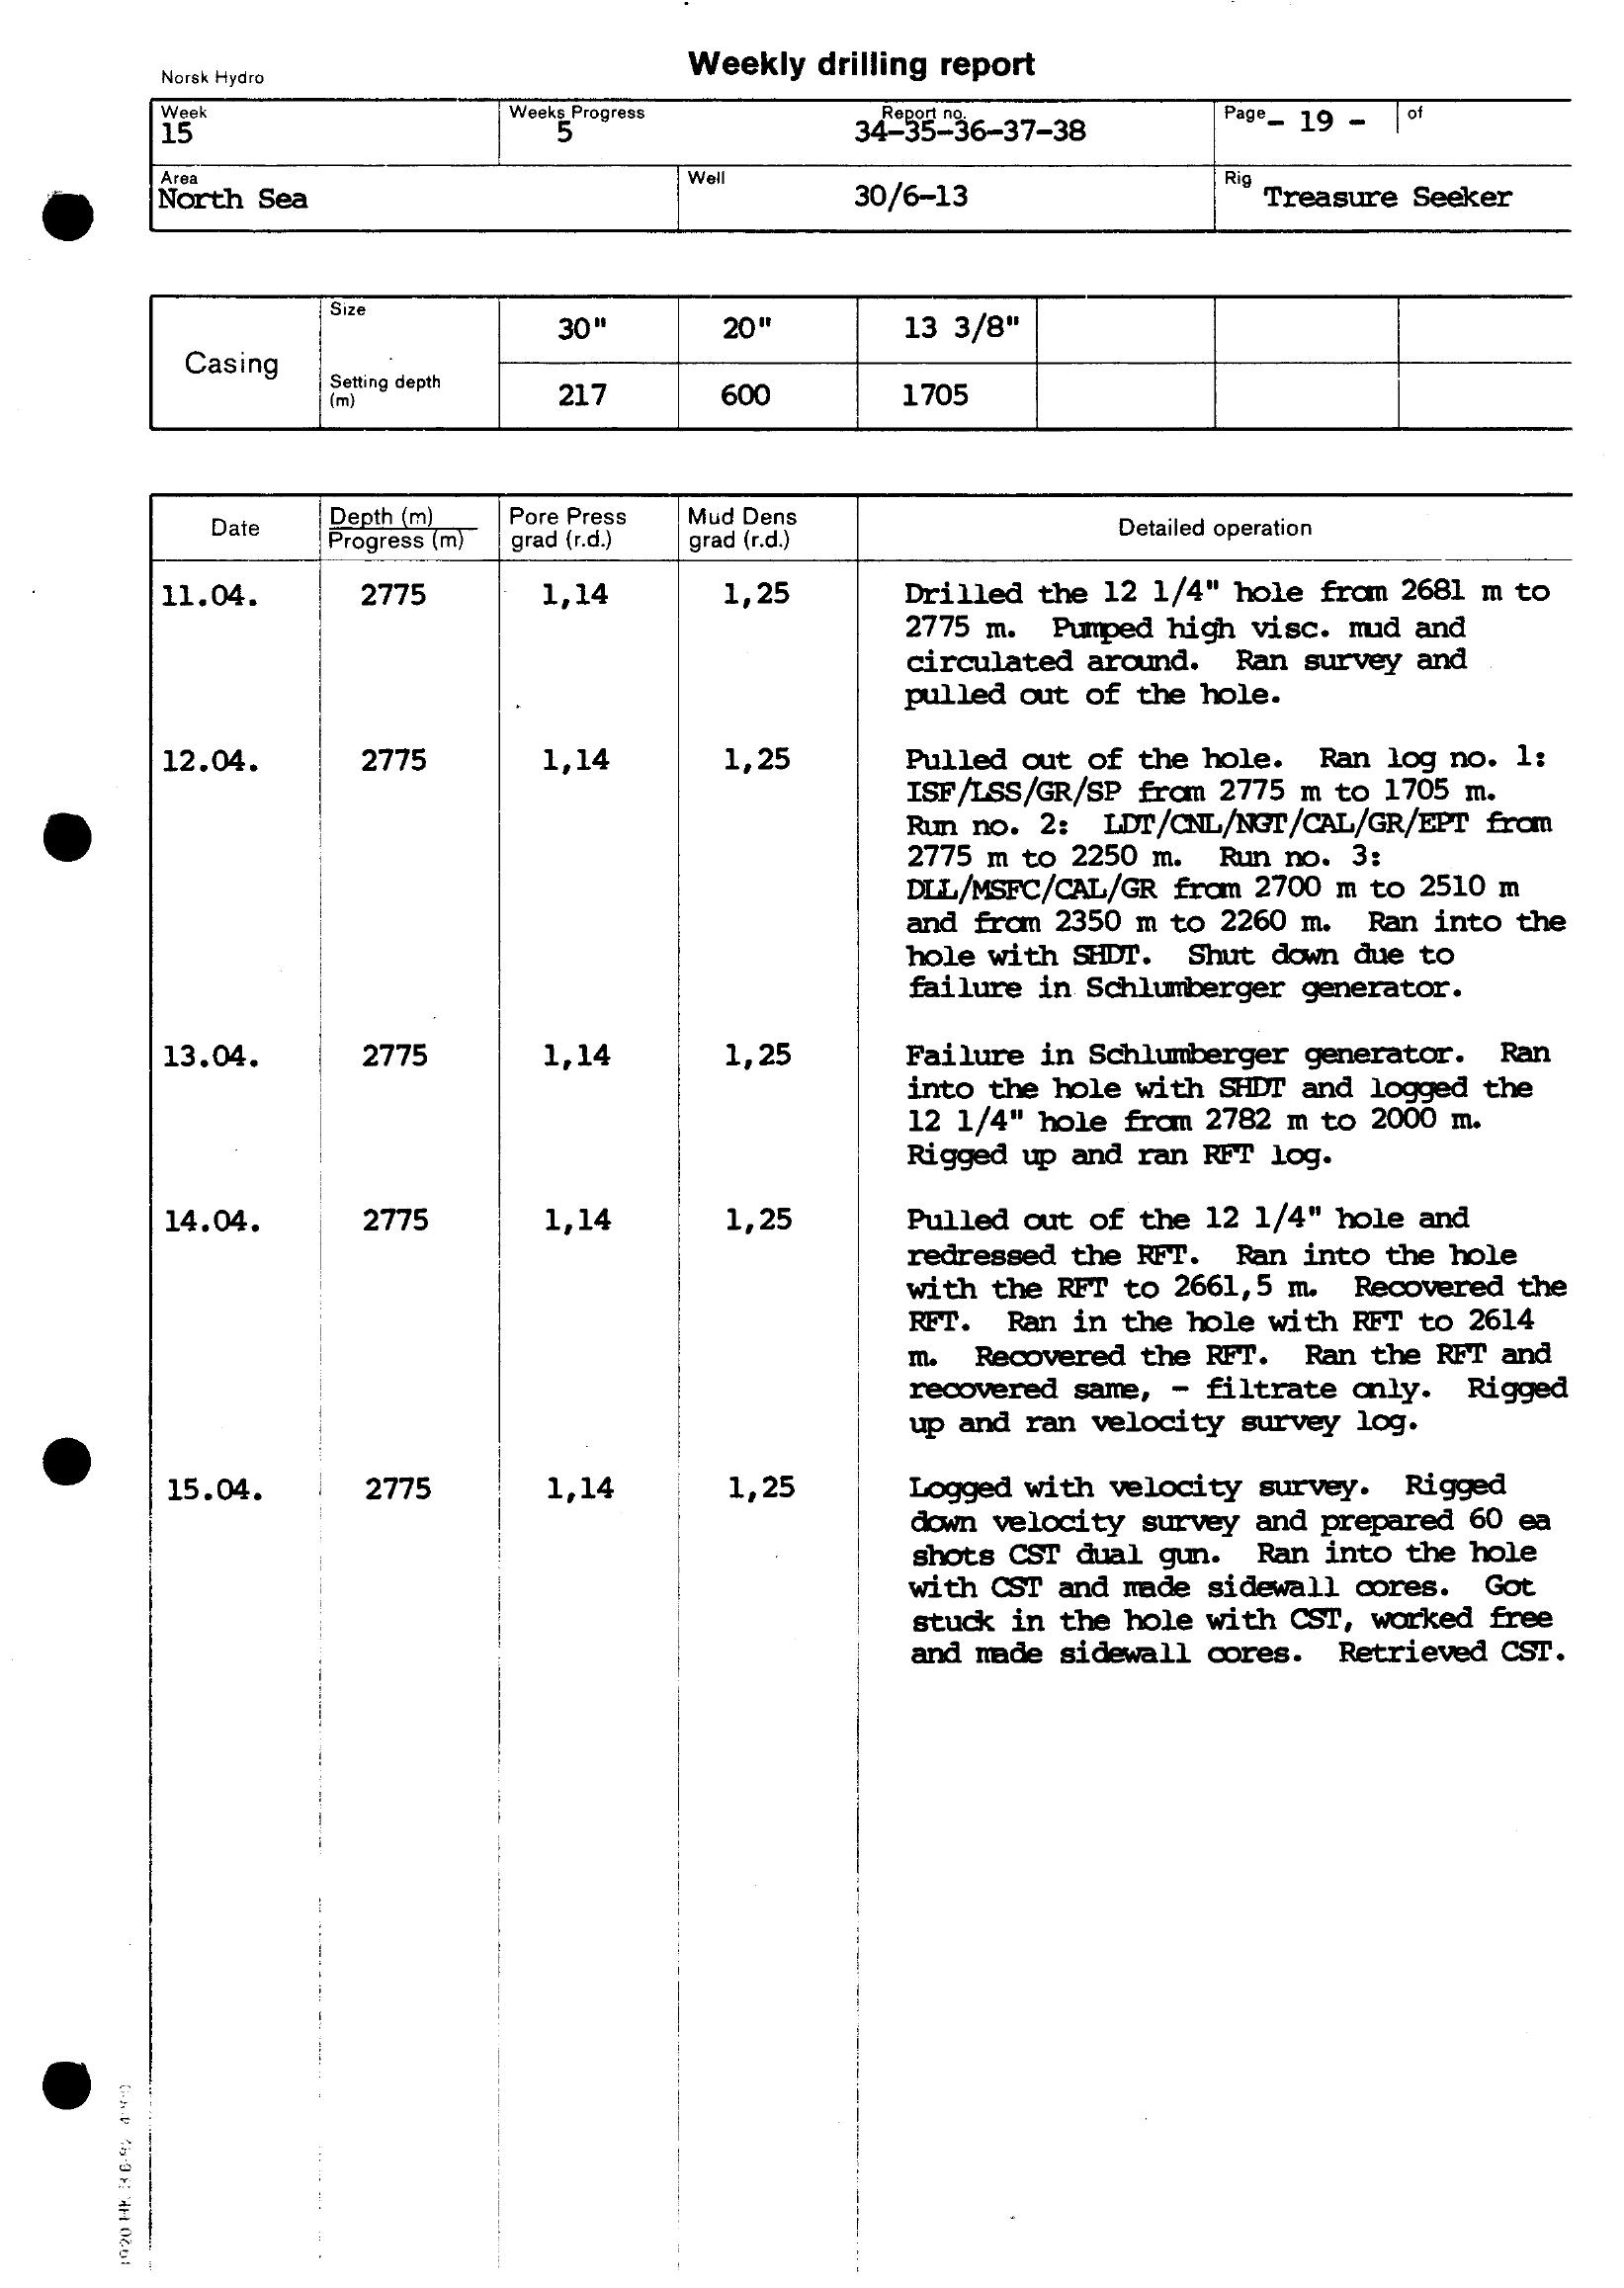 Weekly drilling report
Norsk Hydro
Week Weeks Progress Report no. Page of
15 5 34-35-36-37-38 - 19 -
Area Well Rig
North Sea 30/6-13 Treasure Seeker
Size
30" 20" 13 3/8"
Casing
Setting depth
(m)
217 600 1705
Date Depth (m) Pore Press Mud Dens Detailed operation
Progress (m) grad (r.d.) grad (r.d.)
11.04. 2775 1,14 1,25 Drilled the 12 1/4" hole from 2681 m to
2775 m. Pumped high visc. mud and
circulated around. Ran survey and
pulled out of the hole.
12.04. 2775 1,14 1,25 Pulled out of the hole. Ran log no. 1:
ISF/LSS/GR/SP from 2775 m to 1705 m.
Run no. 2: LDT/CNL/NGT/CAL/GR/EPT from
2775 m to 2250 m. Run no. 3:
DLL/MSFC/CAL/GR from 2700 m to 2510 m
and from 2350 m to 2260 m. Ran into the
hole with SHDT. Shut down due to
failure in Schlumberger generator.
13.04. 2775 1,14 1,25 Failure in Schlumberger generator. Ran
into the hole with SHDT and logged the
12 1/4" hole from 2782 m to 2000 m.
Rigged up and ran RFT log.
14.04. 2775 1,14 1,25 Pulled out of the 12 1/4" hole and
redressed the RFT. Ran into the hole
with the RFT to 2661,5 m. Recovered the
RFT. Ran in the hole with RFT to 2614
m. Recovered the RFT. Ran the RFT and
recovered same, - filtrate only. Rigged
up and ran velocity survey log.
15.04. 2775 1,14 1,25 Logged with velocity survey. Rigged
down velocity survey and prepared 60 ea
shots CST dual gun. Ran into the hole
with CST and made sidewall cores. Got
stuck in the hole with CST, worked free
and made sidewall cores. Retrieved CST.